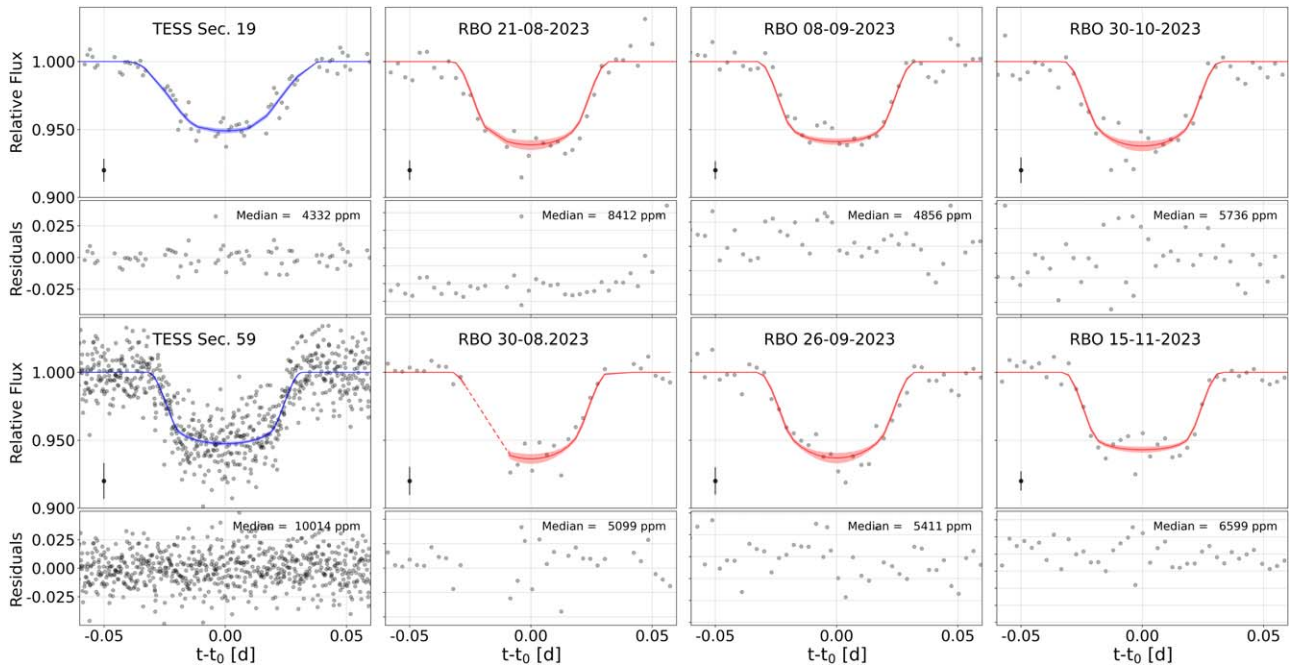 TESS Sec. 19
RBO 21-08-2023
RBO 08-09-2023
RBO 30-10-2023
Relative Flux
1.000
0.950
0.900
Residuals
0.025
0.000
-0.025
Median = 4332 ppm
Median = 8412 ppm
Median = 4856 ppm
Median = 5736 ppm
TESS Sec. 59
RBO 30-08.2023
RBO 26-09-2023
RBO 15-11-2023
Relative Flux
1.000
0.950
0.900
Residuals
0.025
0.000
-0.025
Median = 10014 ppm
Median = 5099 ppm
Median = 5411 ppm
Median = 6599 ppm
-0.05 0.00 0.05
-0.05 0.00 0.05
-0.05 0.00 0.05
-0.05 0.00 0.05
t-t₀ [d]
t-t₀ [d]
t-t₀ [d]
t-t₀ [d]